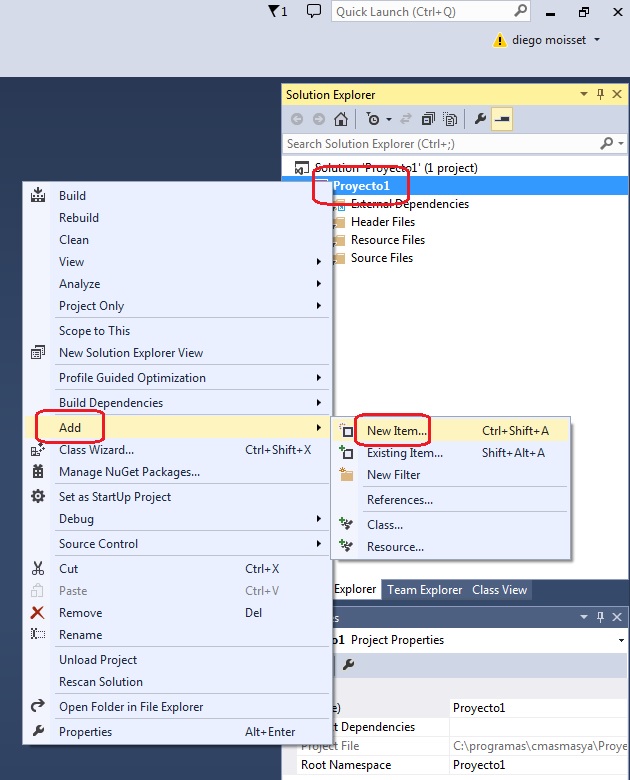 1
Quick Launch (Ctrl+Q)
diego moisset
Solution Explorer
Search Solution Explorer (Ctrl+;)
Solution 'Proyecto1' (1 project)
Proyecto1
External Dependencies
Header Files
Resource Files
Source Files
Build
Rebuild
Clean
View
Analyze
Project Only
Scope to This
New Solution Explorer View
Profile Guided Optimization
Build Dependencies
Add
Class Wizard... Ctrl+Shift+X
Manage NuGet Packages...
Set as StartUp Project
Debug
Source Control
Cut Ctrl+X
Paste Ctrl+V
Remove Del
Rename
Unload Project
Rescan Solution
Open Folder in File Explorer
Properties Alt+Enter
New Item... Ctrl+Shift+A
Existing Item... Shift+Alt+A
New Filter
References...
Class...
Resource...
Explorer Team Explorer Class View
es
o1 Project Properties
e) Proyecto1
t Dependencies
Project File C:\programas\cmasmasya\Proye
Root Namespace Proyecto1